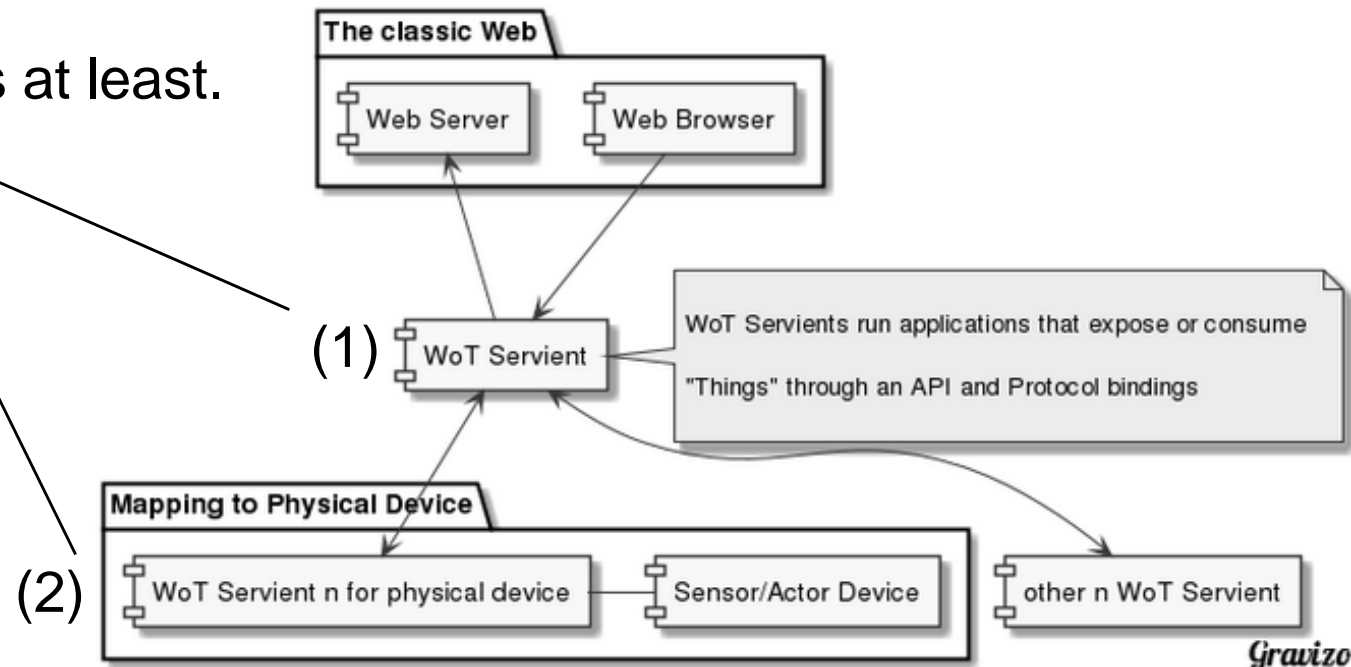 The classic Web
s at least.
Web Server
Web Browser
(1)
WoT Servient
WoT Servients run applications that expose or consume
"Things" through an API and Protocol bindings
Mapping to Physical Device
(2)
WoT Servient n for physical device
Sensor/Actor Device
other n WoT Servient
Gravizo